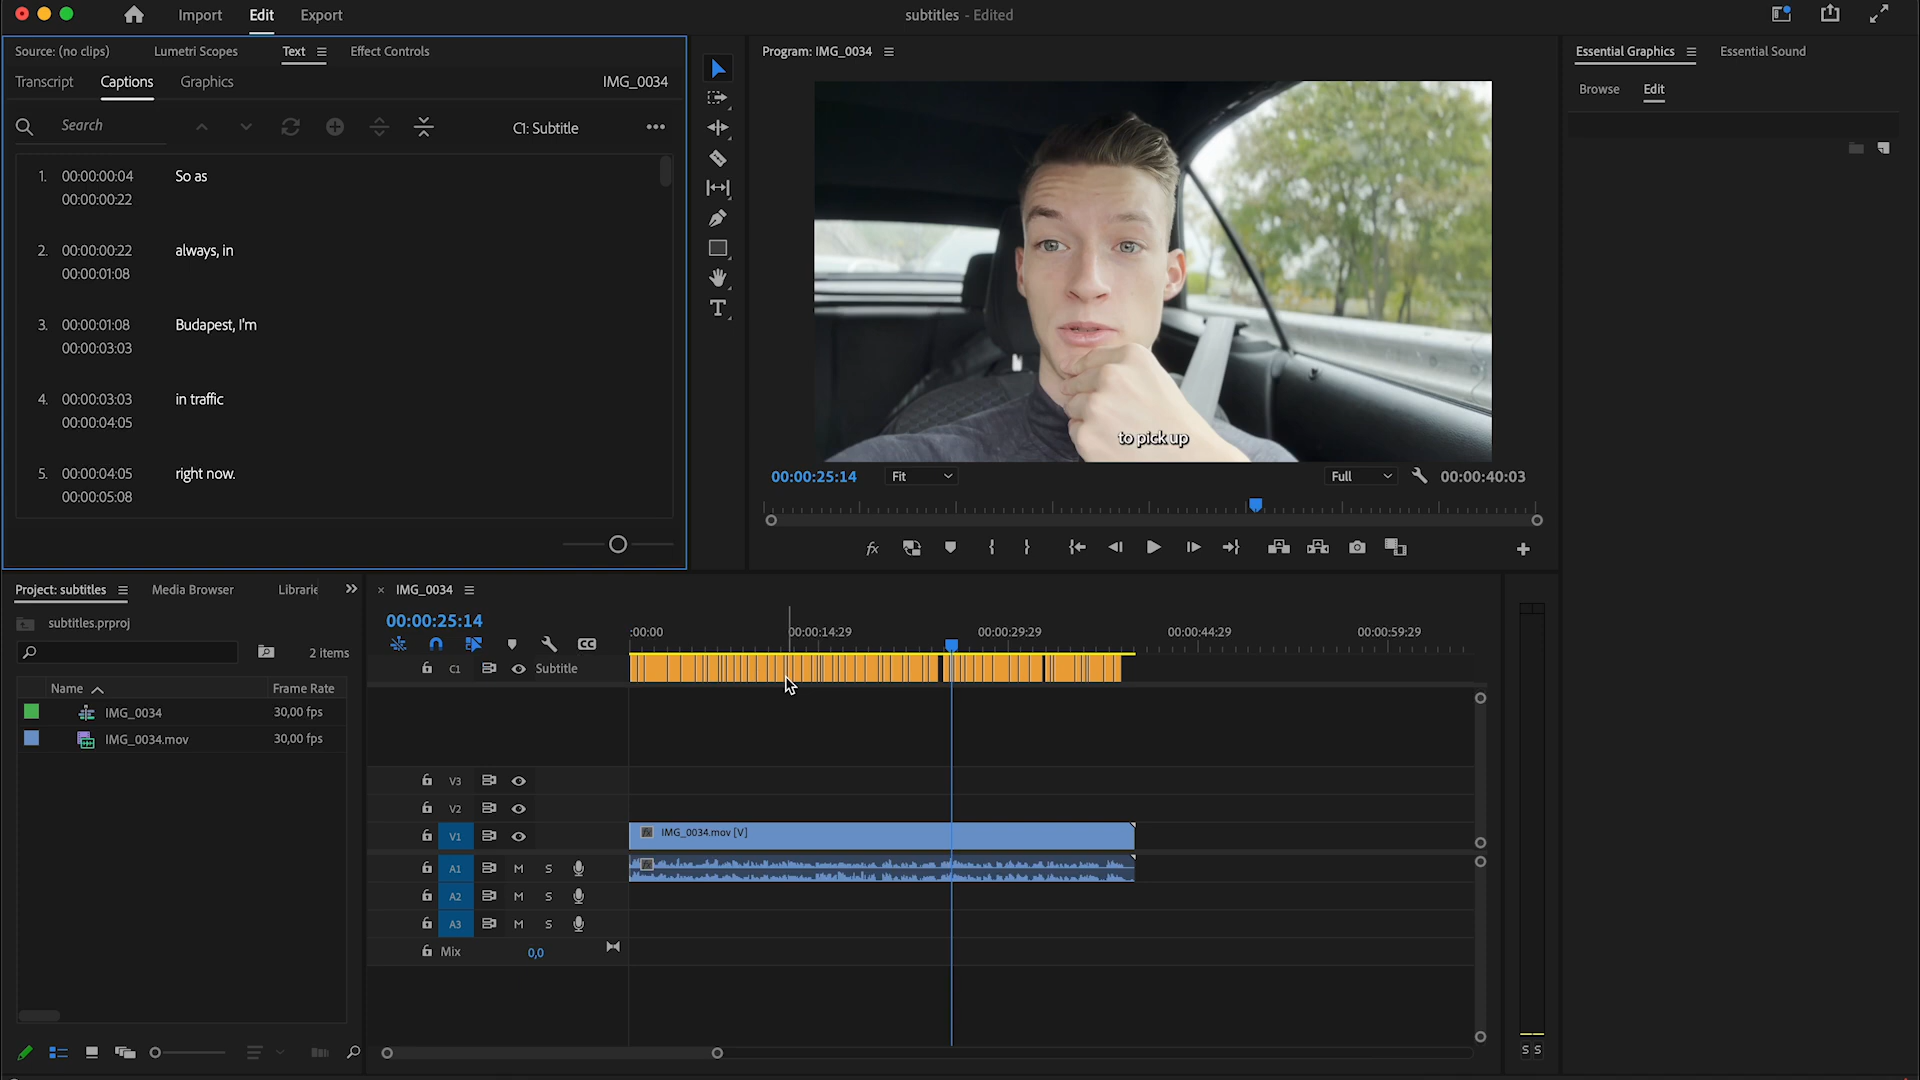 Import Edit Export subtitles - Edited
Source: (no clips) Lumetri Scopes Text Effect Controls
Transcript Captions Graphics IMG_0034
Search C1: Subtitle
1. 00:00:00:04 So as
00:00:00:22
2. 00:00:00:22 always, in
00:00:01:08
3. 00:00:01:08 Budapest, I'm
00:00:03:03
4. 00:00:03:03 in traffic
00:00:04:05
5. 00:00:04:05 right now.
00:00:05:08
Program: IMG_0034
to pick up
00:00:25:14 Fit Full 00:00:40:03
fx
Essential Graphics Essential Sound
Browse Edit
Project: subtitles Media Browser Librarie
subtitles.prproj
2 items
Name Frame Rate
IMG_0034 30,00 fps
IMG_0034.mov 30,00 fps
× IMG_0034
00:00:25:14
:00:00 00:00:14:29 00:00:29:29 00:00:44:29 00:00:59:29
CC
C1 Subtitle
V3
V2
V1 fx IMG_0034.mov [V]
A1 M S fx
A2 M S
A3 M S
Mix 0,0
S S